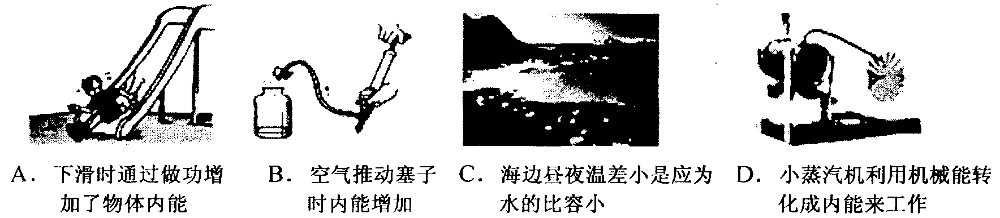 A. 下滑时通过做功增
加了物体内能
B. 空气推动塞子
时内能增加
C. 海边昼夜温差小是应为
水的比容小
D. 小蒸汽机利用机械能转
化成内能来工作